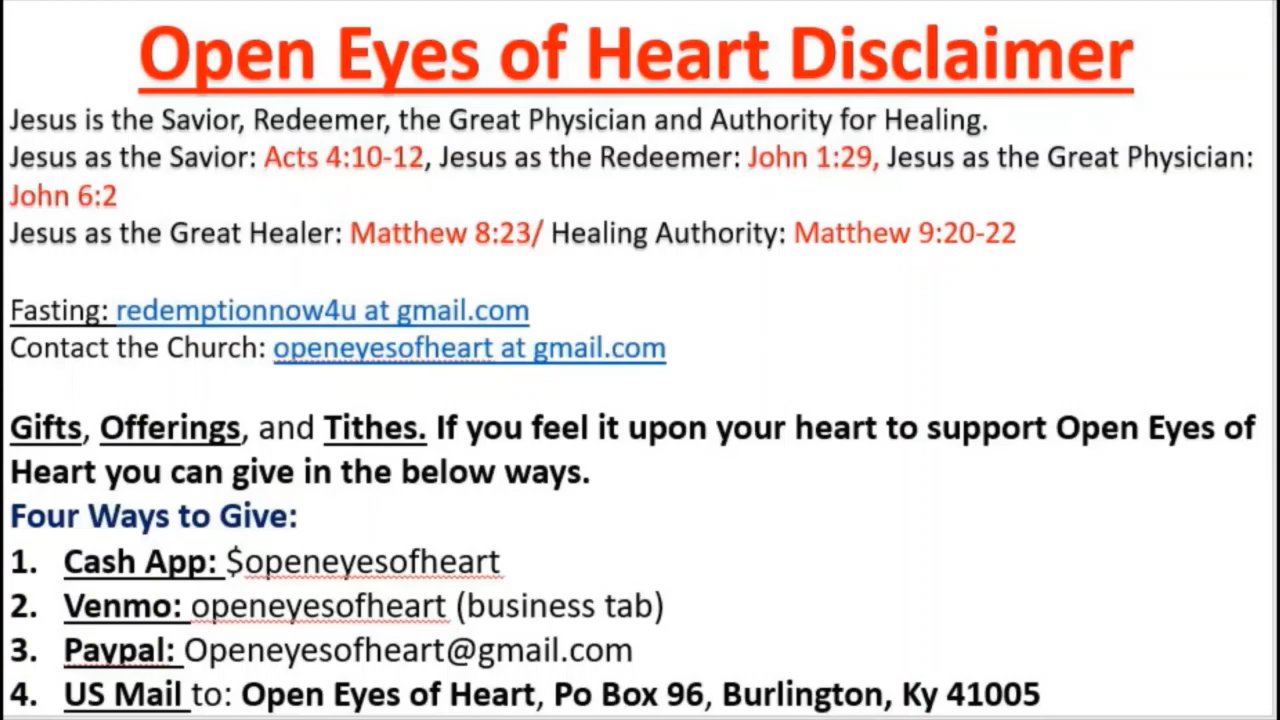 Open Eyes of Heart Disclaimer
Jesus is the Savior, Redeemer, the Great Physician and Authority for Healing.
Jesus as the Savior: Acts 4:10-12, Jesus as the Redeemer: John 1:29, Jesus as the Great Physician:
John 6:2
Jesus as the Great Healer: Matthew 8:23/ Healing Authority: Matthew 9:20-22
Fasting: redemptionnow4u at gmail.com
Contact the Church: openeyesofheart at gmail.com
Gifts, Offerings, and Tithes. If you feel it upon your heart to support Open Eyes of
Heart you can give in the below ways.
Four Ways to Give:
1. Cash App: $openeyesofheart
2. Venmo: openeyesofheart (business tab)
3. Paypal: Openeyesofheart@gmail.com
4. US Mail to: Open Eyes of Heart, Po Box 96, Burlington, Ky 41005